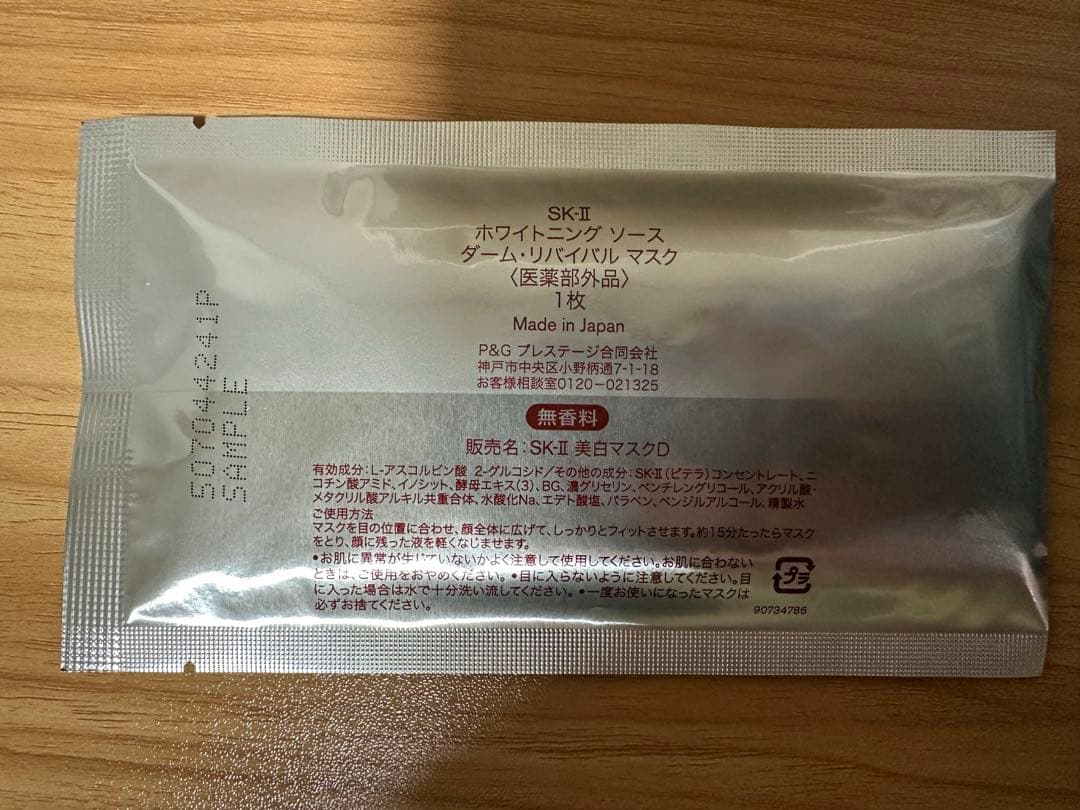 SK-II
ホワイトニング ソース
ダーム・リバイバル マスク
〈医薬部外品〉
1枚
Made in Japan
P&G プレステージ合同会社
神戸市中央区小野柄通7-1-18
お客様相談室0120-021325
無香料
販売名：SK-II 美白マスクD
有効成分：L-アスコルビン酸 2-グルコシド/その他の成分：SK-II（ピテラ）コンセントレート、ニ
コチン酸アミド、イノシット、酵母エキス（3）、BG、濃グリセリン、ペンチレングリコール、アクリル酸・
メタクリル酸アルキル共重合体、水酸化Na、エデト酸塩、パラベン、ベンジルアルコール、精製水
ご使用方法
マスクを目の位置に合わせ、顔全体に広げて、しっかりとフィットさせます。約15分たったらマスク
をとり、顔に残った液を軽くなじませます。
•お肌に異常が生じていないかよく注意して使用してください。お肌に合わない
ときは、ご使用をおやめください。•目に入らないように注意してください。目
に入った場合は水で十分洗い流してください。•一度お使いになったマスクは
必ずお捨てください。
プラ
90734786
50704424241P
SAMPLE